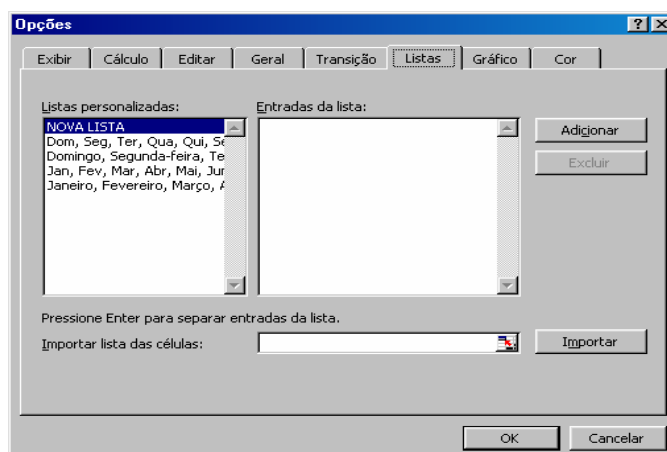 Opções
Exibir Cálculo Editar Geral Transição Listas Gráfico Cor
Listas personalizadas: Entradas da lista:
NOVA LISTA
Dom, Seg, Ter, Qua, Qui, Se
Domingo, Segunda-feira, Te
Jan, Fev, Mar, Abr, Mai, Jun
Janeiro, Fevereiro, Março, A
Adicionar
Excluir
Pressione Enter para separar entradas da lista.
Importar lista das células:
Importar
OK Cancelar